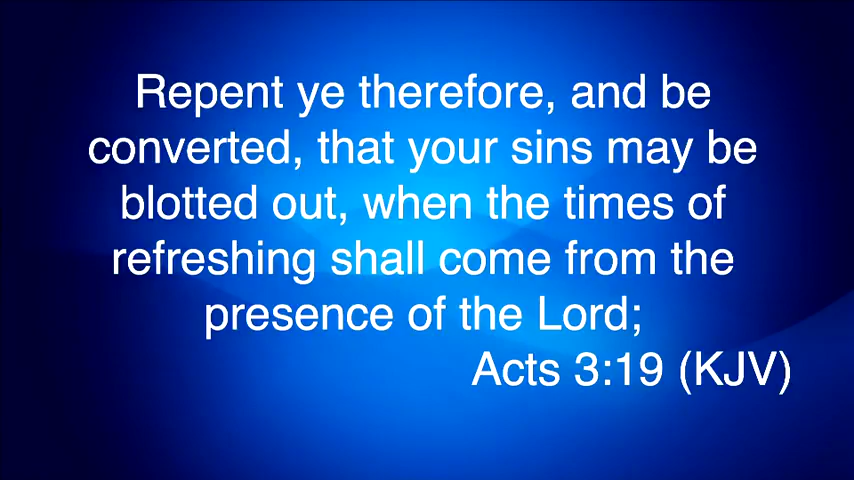 Repent ye therefore, and be
converted, that your sins may be
blotted out, when the times of
refreshing shall come from the
presence of the Lord;
Acts 3:19 (KJV)